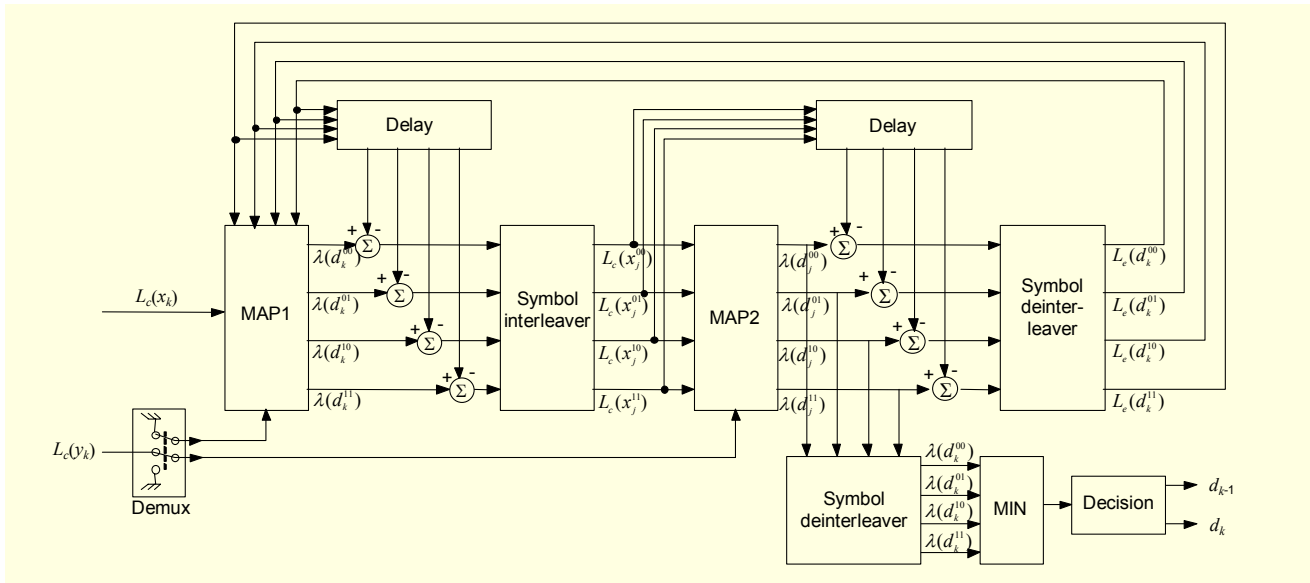 Delay
Delay
+ -
+ -
+ -
+ -
+ -
+ -
+ -
+ -
Σ
Σ
Σ
Σ
Σ
Σ
Σ
Σ
L_c(x_k)
MAP1
λ(d_k^00)
λ(d_k^01)
λ(d_k^10)
λ(d_k^11)
Symbol
interleaver
L_c(x_j^00)
L_c(x_j^01)
L_c(x_j^10)
L_c(x_j^11)
MAP2
λ(d_j^00)
λ(d_j^01)
λ(d_j^10)
λ(d_j^11)
Symbol
deinter-
leaver
L_e(d_k^00)
L_e(d_k^01)
L_e(d_k^10)
L_e(d_k^11)
L_c(y_k)
Demux
Symbol
deinterleaver
λ(d_k^00)
λ(d_k^01)
λ(d_k^10)
λ(d_k^11)
MIN
Decision
d_k-1
d_k